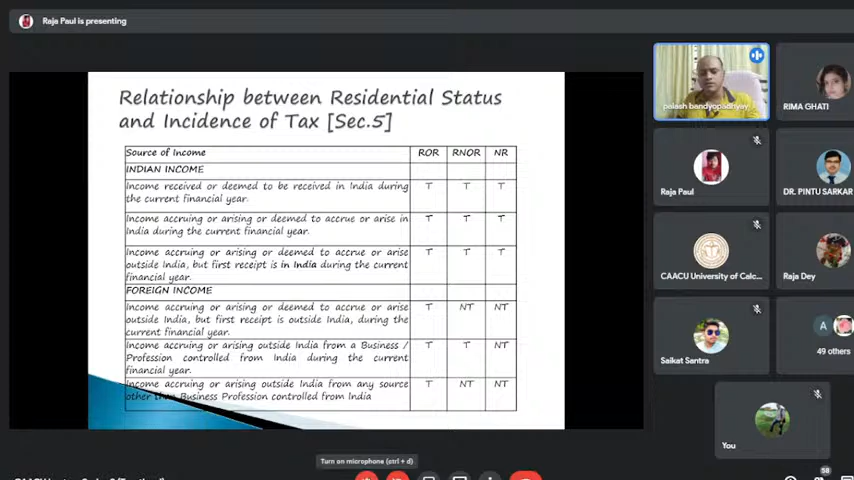 Raja Paul is presenting
Relationship between Residential Status
and Incidence of Tax [Sec.5]
Source of Income ROR RNOR NR
INDIAN INCOME
Income received or deemed to be received in India during T T T
the current financial year.
Income accruing or arising or deemed to accrue or arise in T T T
India during the current financial year.
Income accruing or arising or deemed to accrue or arise T T T
outside India, but first receipt is in India during the current
financial year.
FOREIGN INCOME
Income accruing or arising or deemed to accrue or arise T NT NT
outside India, but first receipt is outside India, during the
current financial year.
Income accruing or arising outside India from a Business / T T NT
Profession controlled from India during the current
financial year.
Income accruing or arising outside India from any source T NT NT
other than Business Profession controlled from India
palash bandyopadhyay
RIMA GHATI
Raja Paul
DR. PINTU SARKAR
CAACU University of Calc...
Raja Dey
Saikat Santra
A
49 others
You
Turn on microphone (ctrl + d)
58